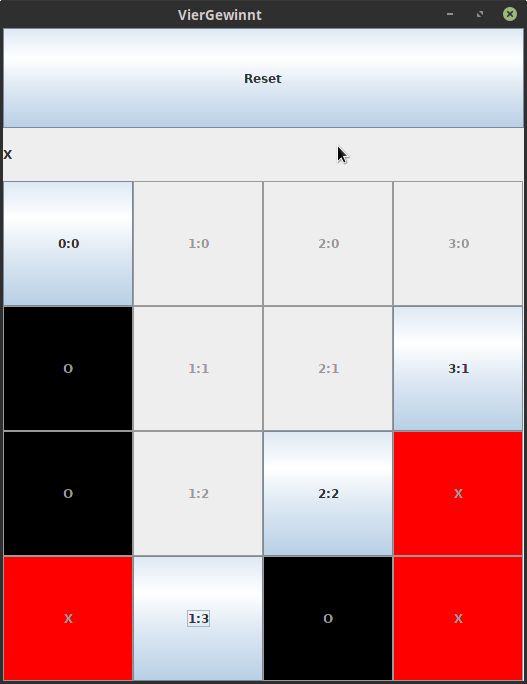 VierGewinnt
Reset
X
0:0 1:0 2:0 3:0
O 1:1 2:1 3:1
O 1:2 2:2 X
X 1:3 O X